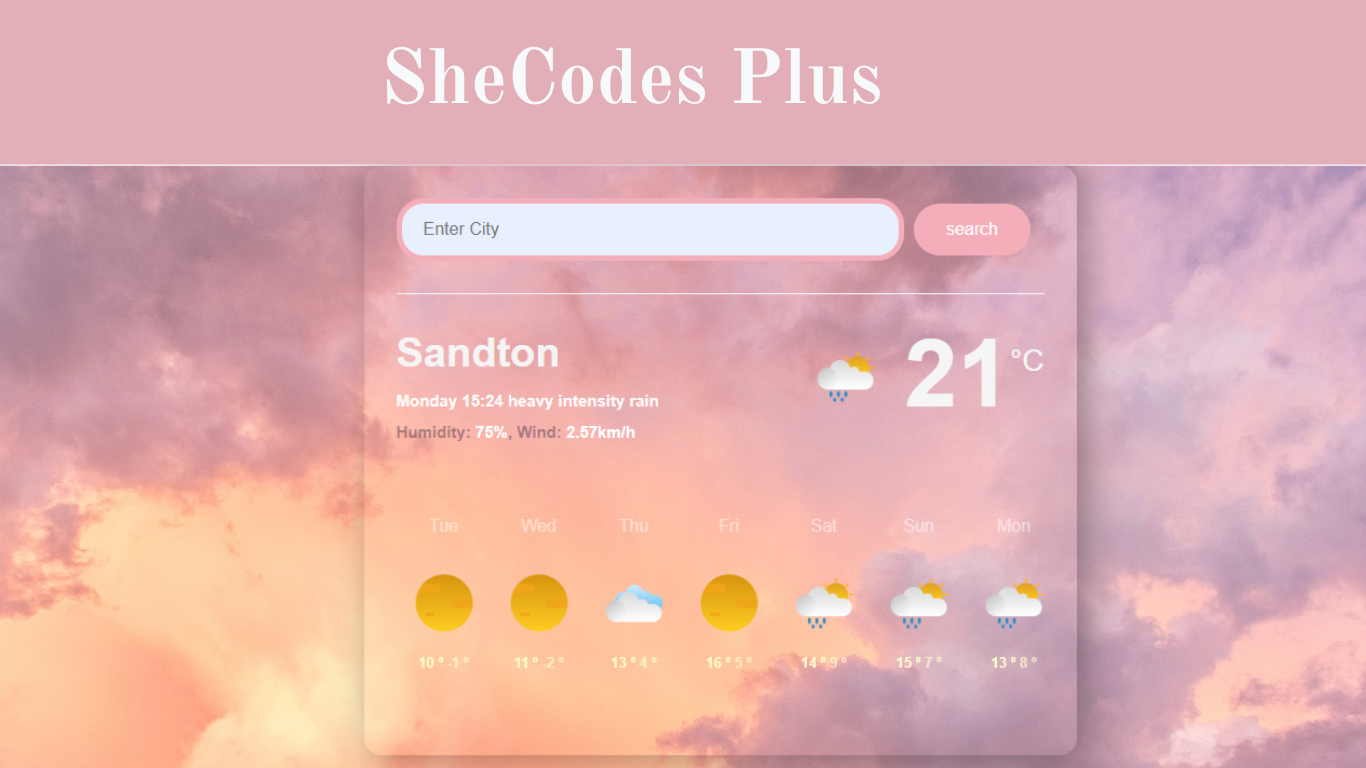 SheCodes Plus
Enter City
search
Sandton
21 °C
Monday 15:24 heavy intensity rain
Humidity: 75%, Wind: 2.57km/h
Tue Wed Thu Fri Sat Sun Mon
10 ° -1 ° 11 ° -2 ° 13 ° 4 ° 16 ° 5 ° 14 ° 9 ° 15 ° 7 ° 13 ° 8 °